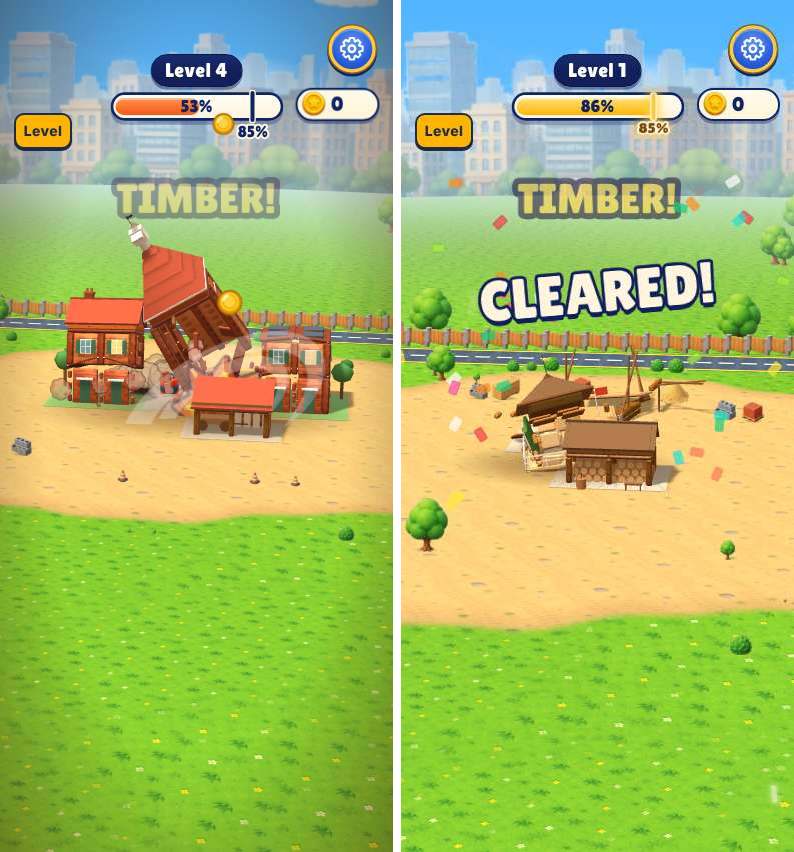 Level 4
53%
0
Level
85%
TIMBER!
Level 1
86%
0
Level
85%
TIMBER!
CLEARED!